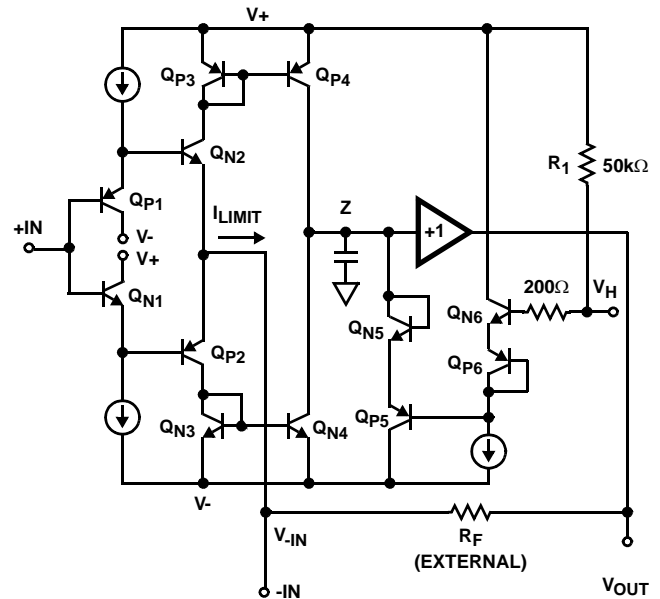 V+
QP3
QP4
QN2
R1
50kΩ
QP1
ILIMIT
Z
+IN
V-
V+
+1
200Ω
VH
QN1
QN5
QN6
QP2
QP6
QP5
QN3
QN4
V-
V-IN
RF
(EXTERNAL)
-IN
VOUT